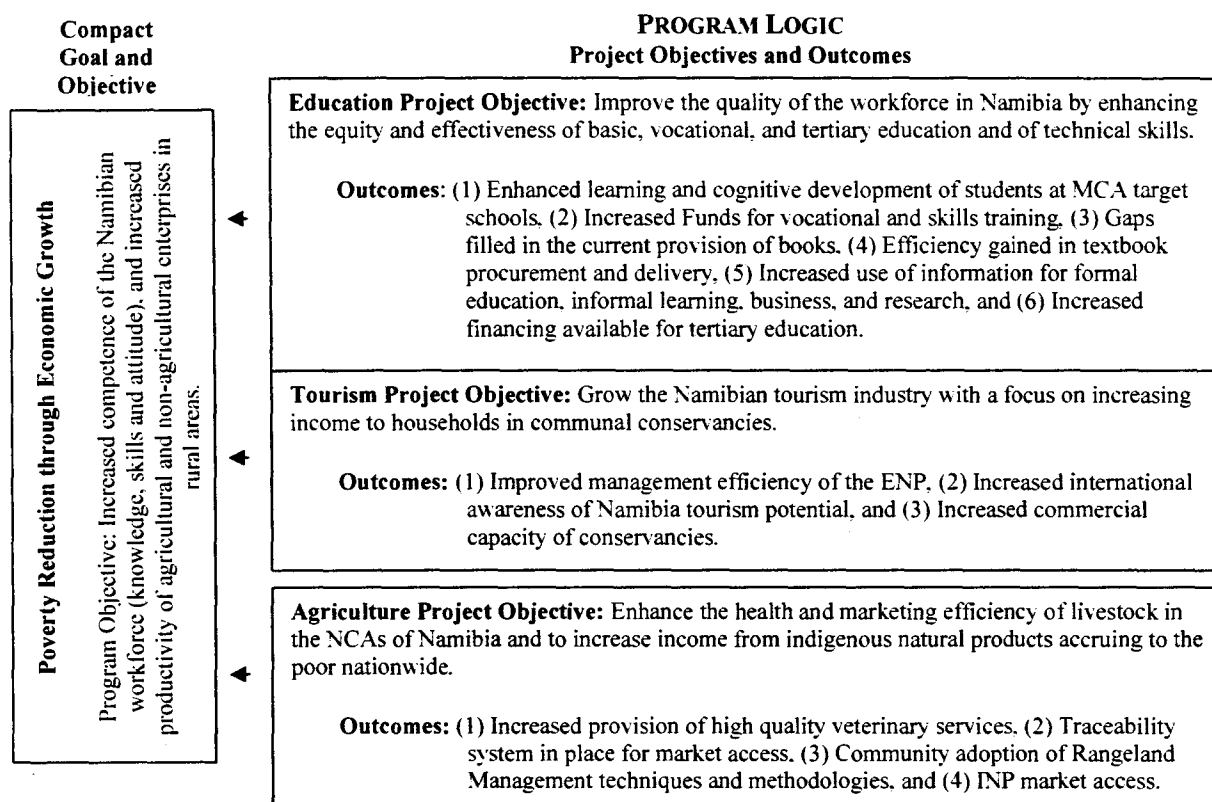 Compact
Goal and
Objective
PROGRAM LOGIC
Project Objectives and Outcomes
Poverty Reduction through Economic Growth
Program Objective: Increased competence of the Namibian
workforce (knowledge, skills and attitude), and increased
productivity of agricultural and non-agricultural enterprises in
rural areas.
Education Project Objective: Improve the quality of the workforce in Namibia by enhancing
the equity and effectiveness of basic, vocational, and tertiary education and of technical skills.
Outcomes: (1) Enhanced learning and cognitive development of students at MCA target
schools, (2) Increased Funds for vocational and skills training, (3) Gaps
filled in the current provision of books, (4) Efficiency gained in textbook
procurement and delivery, (5) Increased use of information for formal
education, informal learning, business, and research, and (6) Increased
financing available for tertiary education.
Tourism Project Objective: Grow the Namibian tourism industry with a focus on increasing
income to households in communal conservancies.
Outcomes: (1) Improved management efficiency of the ENP, (2) Increased international
awareness of Namibia tourism potential, and (3) Increased commercial
capacity of conservancies.
Agriculture Project Objective: Enhance the health and marketing efficiency of livestock in
the NCAs of Namibia and to increase income from indigenous natural products accruing to the
poor nationwide.
Outcomes: (1) Increased provision of high quality veterinary services, (2) Traceability
system in place for market access, (3) Community adoption of Rangeland
Management techniques and methodologies, and (4) INP market access.